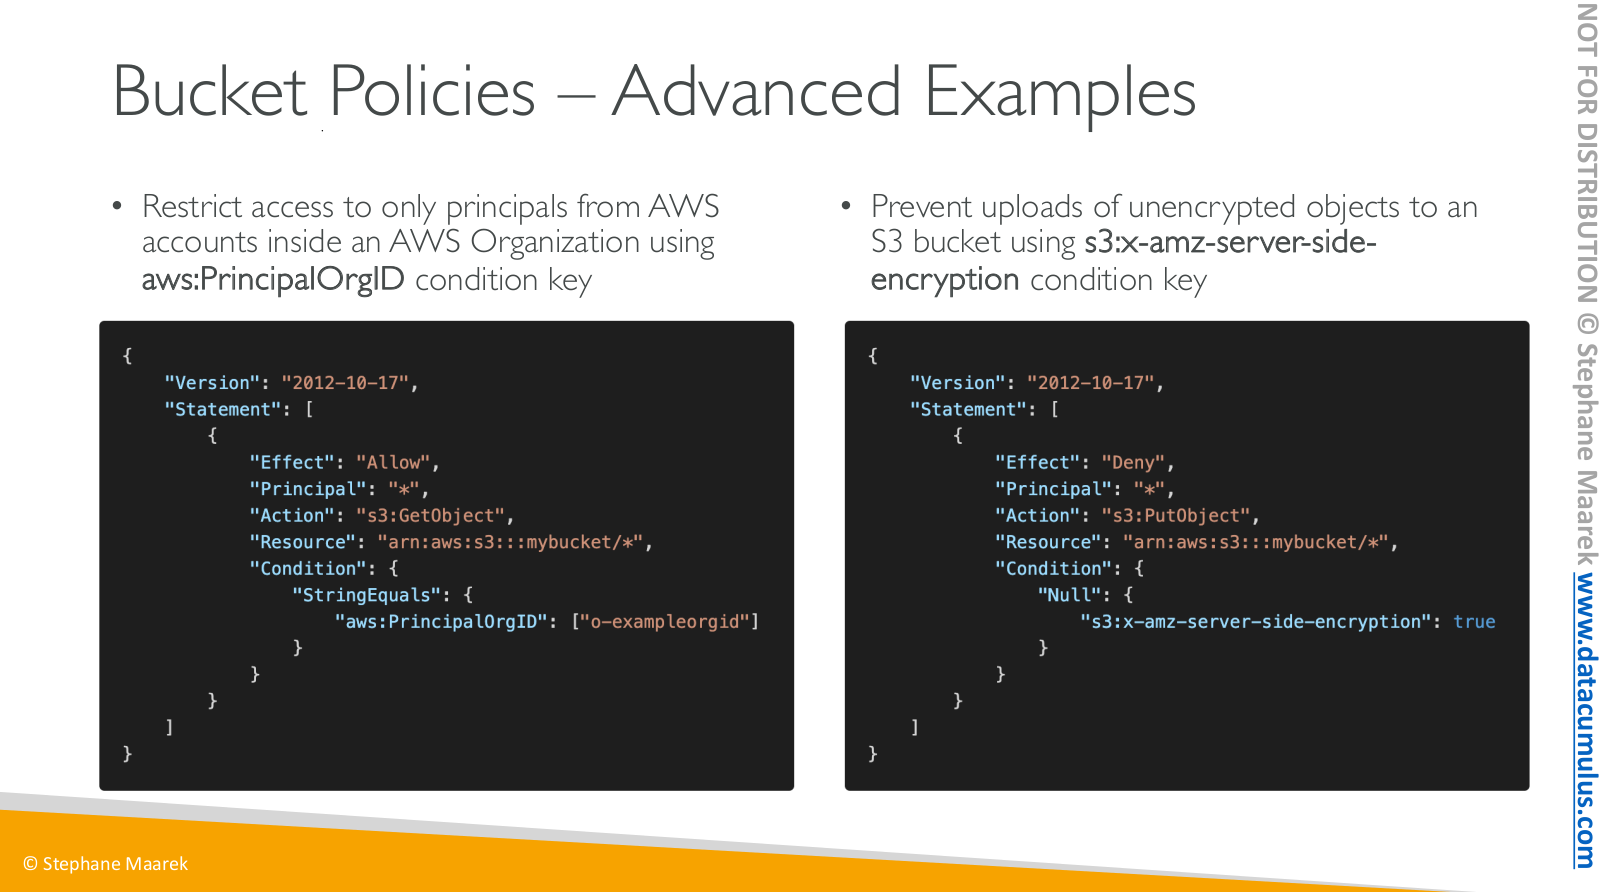 Bucket Policies – Advanced Examples
• Restrict access to only principals from AWS
accounts inside an AWS Organization using
aws:PrincipalOrgID condition key
{
    "Version": "2012-10-17",
    "Statement": [
        {
            "Effect": "Allow",
            "Principal": "*",
            "Action": "s3:GetObject",
            "Resource": "arn:aws:s3:::mybucket/*",
            "Condition": {
                "StringEquals": {
                    "aws:PrincipalOrgID": ["o-exampleorgid"]
                }
            }
        }
    ]
}
• Prevent uploads of unencrypted objects to an
S3 bucket using s3:x-amz-server-side-
encryption condition key
{
    "Version": "2012-10-17",
    "Statement": [
        {
            "Effect": "Deny",
            "Principal": "*",
            "Action": "s3:PutObject",
            "Resource": "arn:aws:s3:::mybucket/*",
            "Condition": {
                "Null": {
                    "s3:x-amz-server-side-encryption": true
                }
            }
        }
    ]
}
© Stephane Maarek
NOT FOR DISTRIBUTION © Stephane Maarek www.datacumulus.com